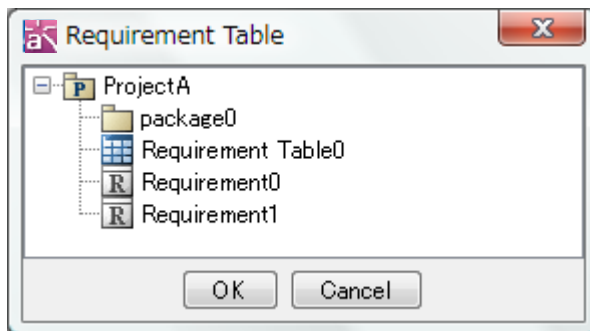 Requirement Table
ProjectA
package0
Requirement Table0
Requirement0
Requirement1
OK Cancel